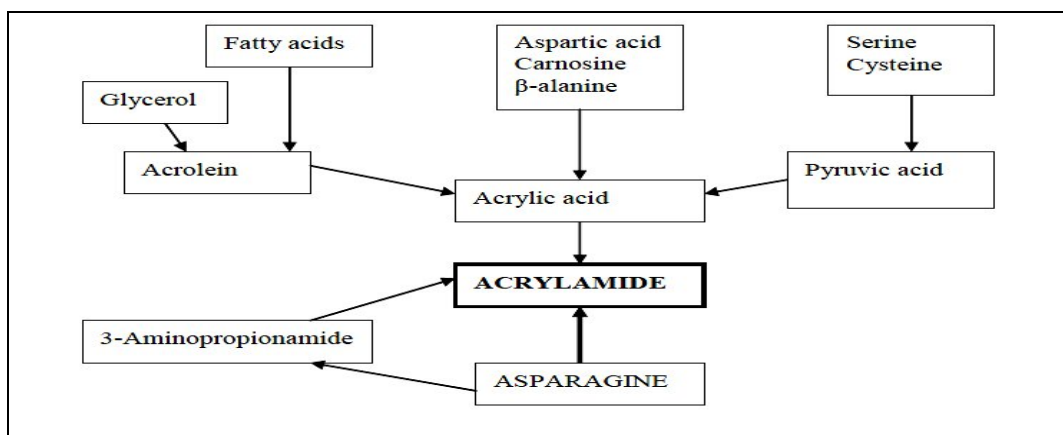 Fatty acids
Aspartic acid
Carnosine
β-alanine
Serine
Cysteine
Glycerol
Acrolein
Pyruvic acid
Acrylic acid
ACRYLAMIDE
3-Aminopropionamide
ASPARAGINE